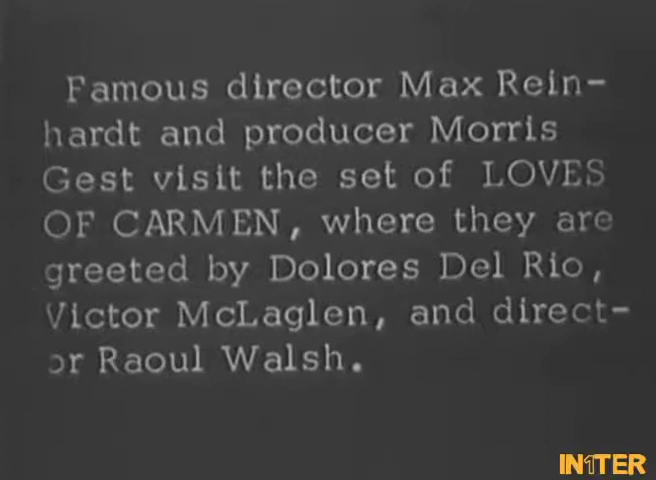 Famous director Max Rein-
hardt and producer Morris
Gest visit the set of LOVES
OF CARMEN, where they are
greeted by Dolores Del Rio,
Victor McLaglen, and direct-
or Raoul Walsh.
IN1TER